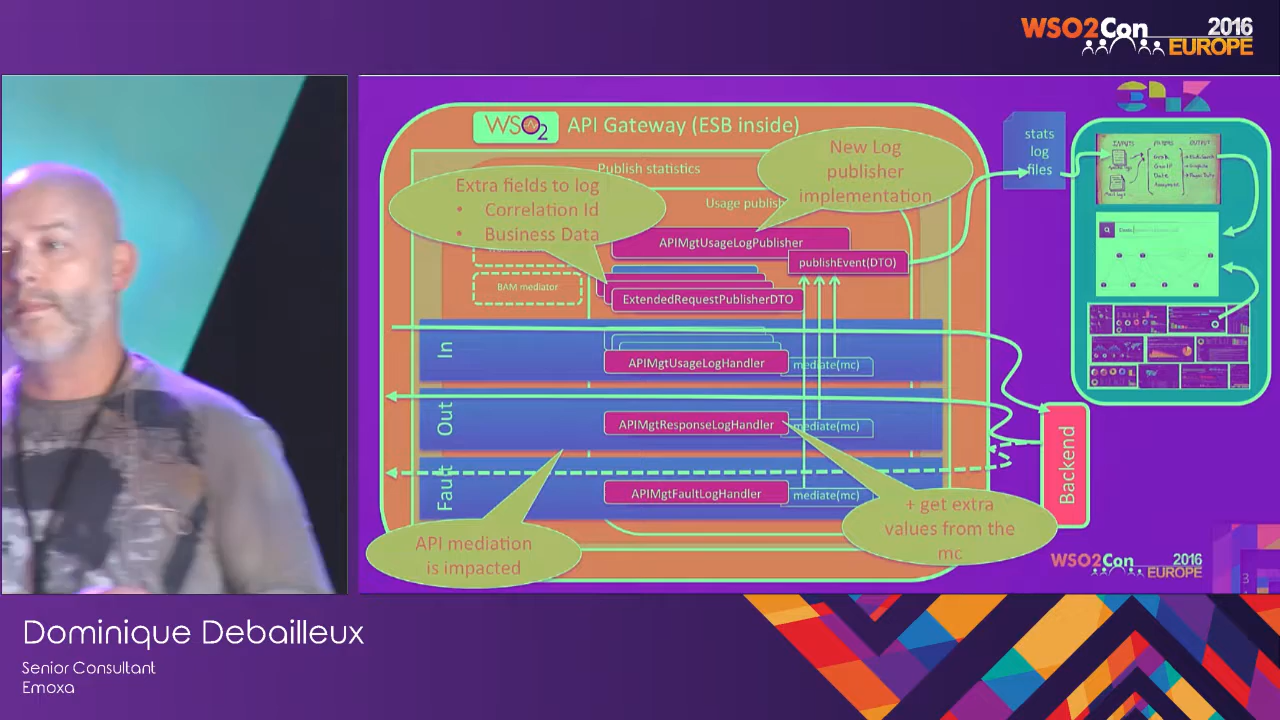 WSO2Con 2016
EUROPE
WSO2 API Gateway (ESB inside)
Publish statistics
Usage publish
Extra fields to log
• Correlation Id
• Business Data
New Log
publisher
implementation
stats
log
files
APIMgtUsageLogPublisher
publishEvent(DTO)
BAM mediator
ExtendedRequestPublisherDTO
In
APIMgtUsageLogHandler
mediate(mc)
Out
APIMgtResponseLogHandler
mediate(mc)
Fault
APIMgtFaultLogHandler
mediate(mc)
API mediation
is impacted
+ get extra
values from the
mc
Backend
INPUTS
OUTPUT
WSO2Con 2016
EUROPE
3
Dominique Debailleux
Senior Consultant
Emoxa